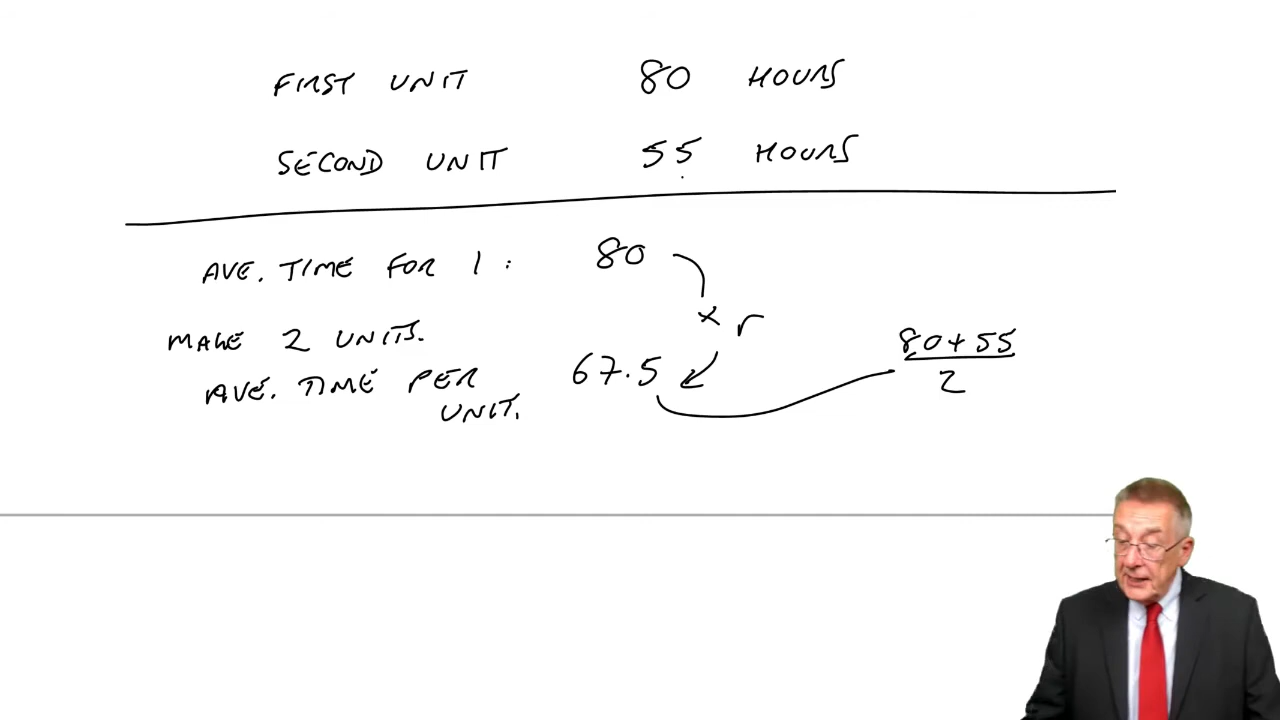 FIRST UNIT 80 HOURS
SECOND UNIT 55 HOURS
AVE. TIME FOR 1 : 80
× r
MAKE 2 UNITS.
AVE. TIME PER UNIT. 67.5
80 + 55
2